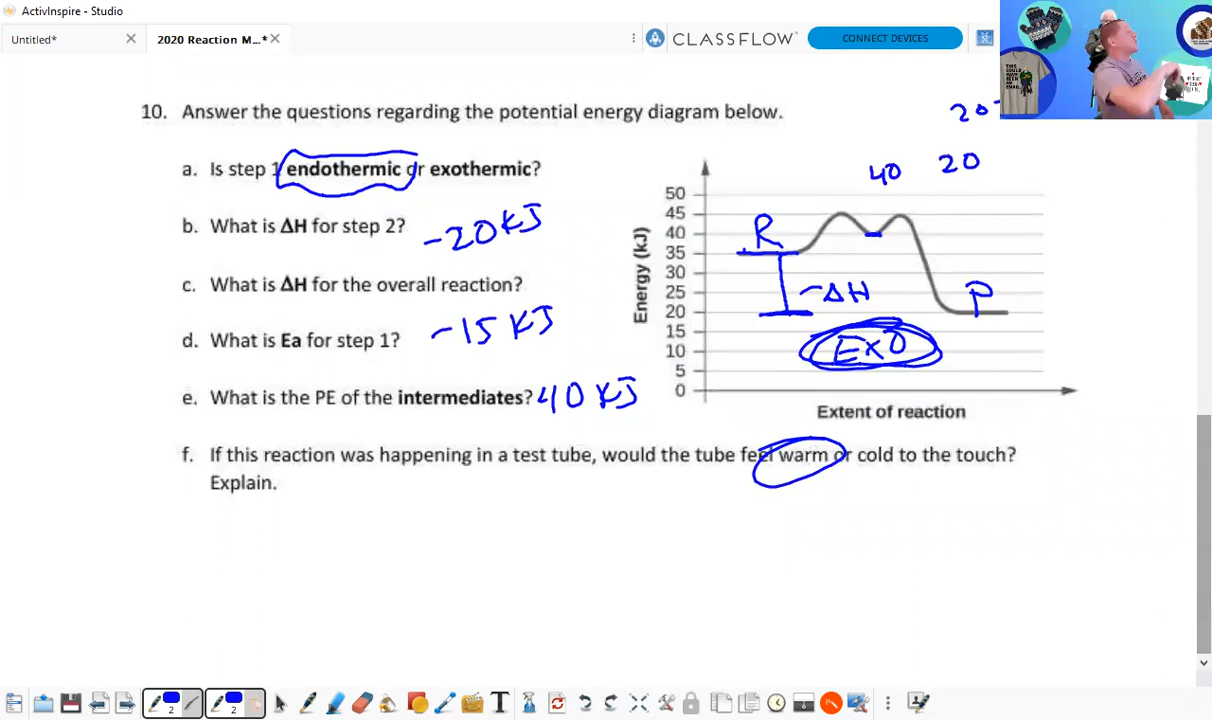 ActivInspire - Studio
Untitled*
2020 Reaction M...*
CLASSFLOW
CONNECT DEVICES
10. Answer the questions regarding the potential energy diagram below.
20
40 20
a. Is step 1 endothermic or exothermic?
b. What is ΔH for step 2? -20 KJ
c. What is ΔH for the overall reaction?
-15 KJ
d. What is Ea for step 1?
e. What is the PE of the intermediates? 40 KJ
f. If this reaction was happening in a test tube, would the tube feel warm or cold to the touch?
Explain.
Energy (kJ)
50
45
40
35
30
25
20
15
10
5
0
R
-ΔH
P
Exo
Extent of reaction
2
2
T